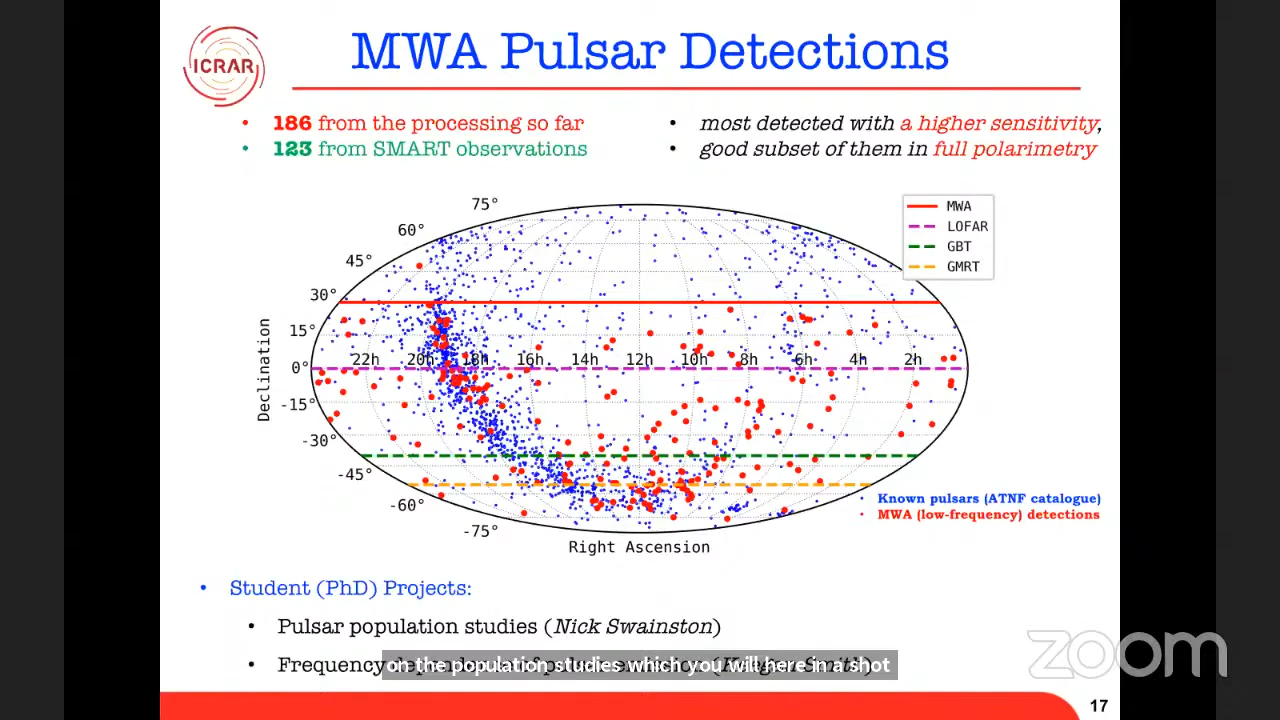 ICRAR
MWA Pulsar Detections
• 186 from the processing so far
• 123 from SMART observations
• most detected with a higher sensitivity,
• good subset of them in full polarimetry
MWA
LOFAR
GBT
GMRT
75°
60°
45°
30°
15°
0°
-15°
-30°
-45°
-60°
-75°
22h 20h 18h 16h 14h 12h 10h 8h 6h 4h 2h
Declination
Right Ascension
Known pulsars (ATNF catalogue)
MWA (low-frequency) detections
• Student (PhD) Projects:
• Pulsar population studies (Nick Swainston)
• Frequency
on the population studies which you will here in a shot
zoom
17